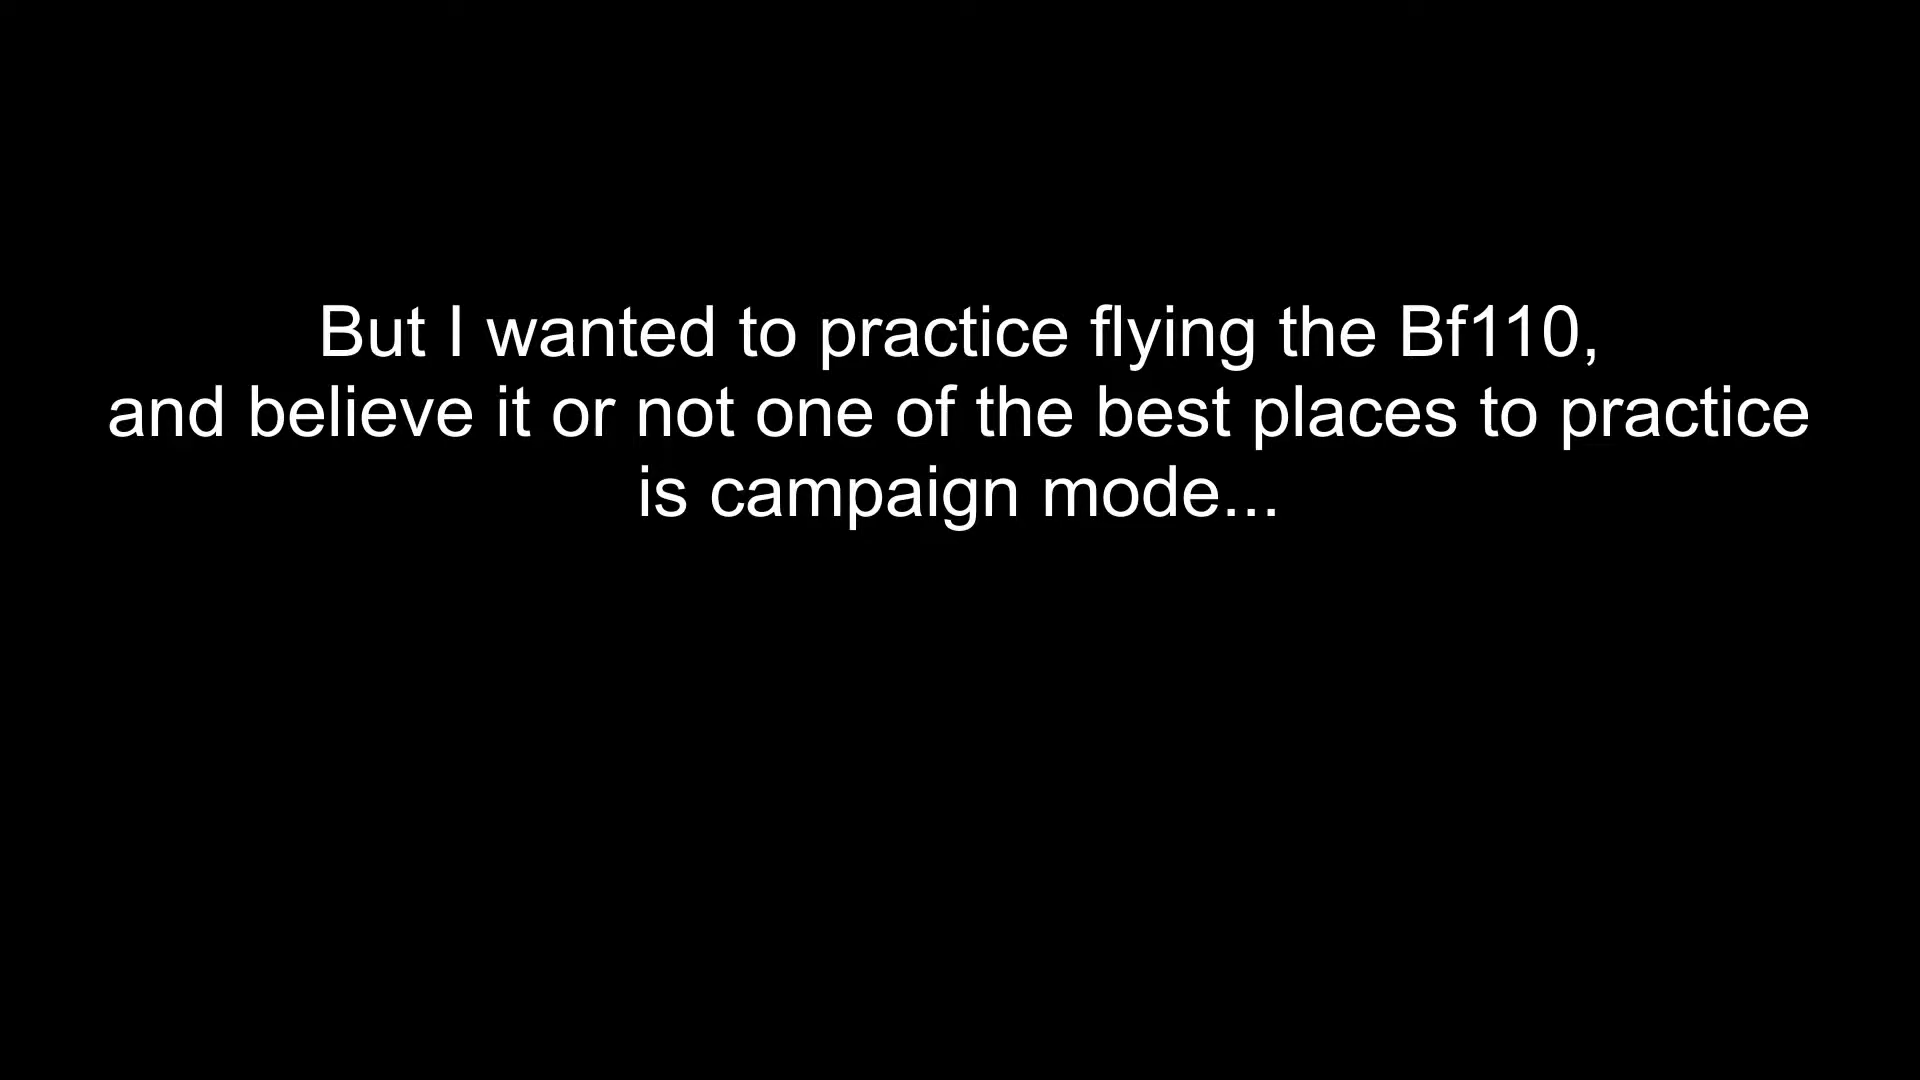 But I wanted to practice flying the Bf110,
and believe it or not one of the best places to practice
is campaign mode...